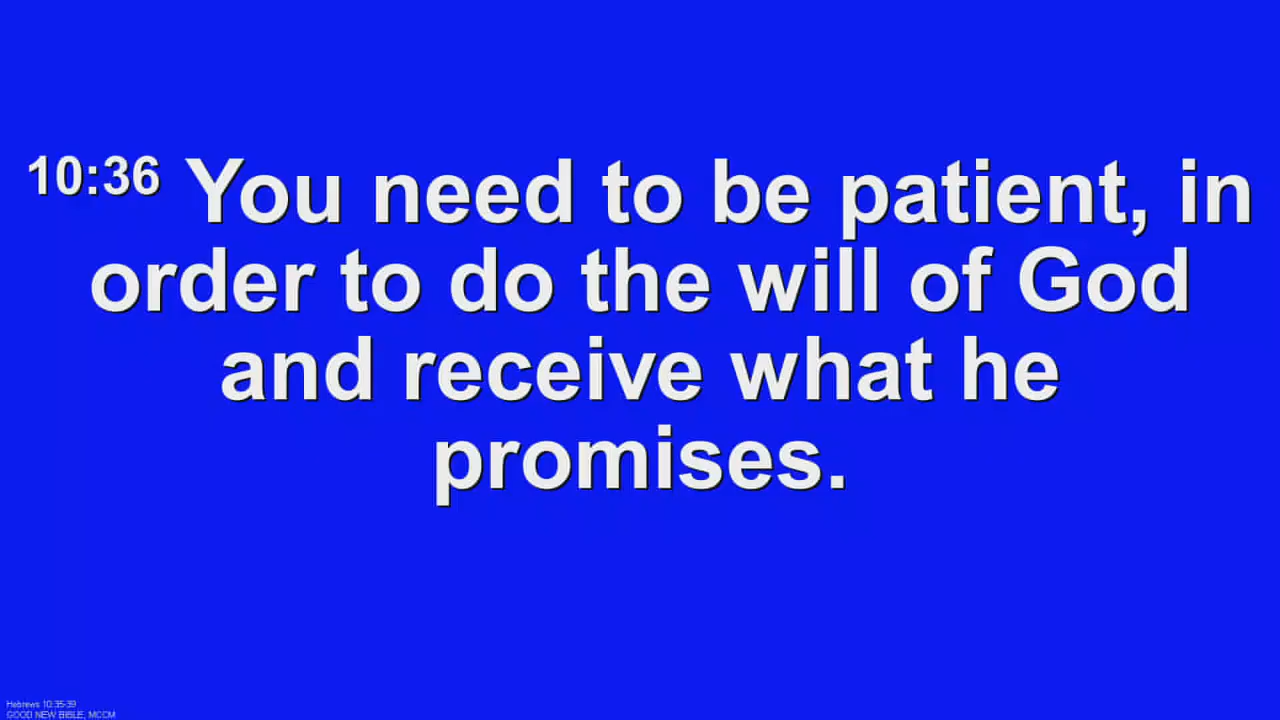 10:36 You need to be patient, in
order to do the will of God
and receive what he
promises.
Hebrews 10:35-39
GOOD NEW BIBLE, MCCM